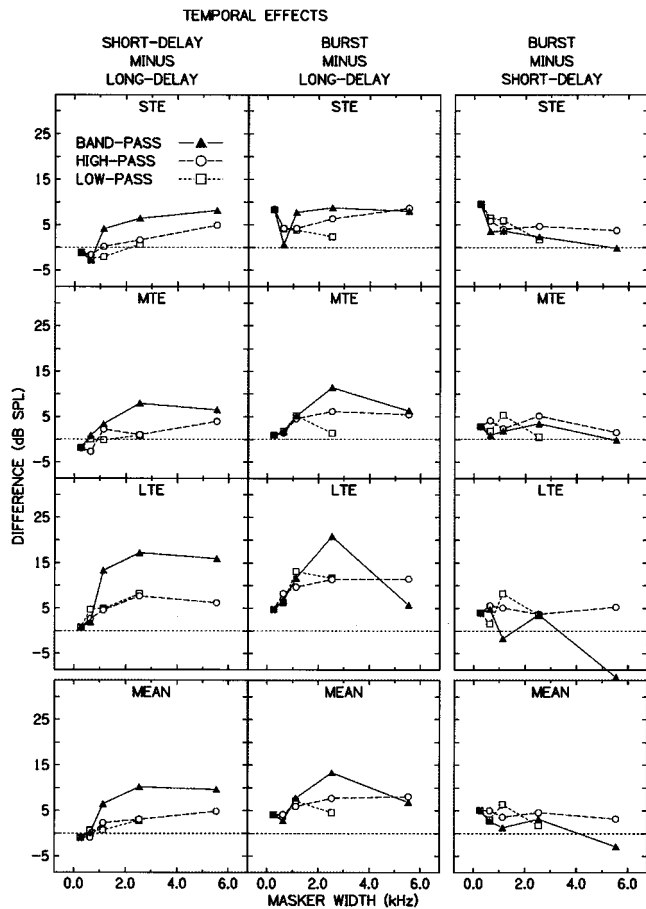 TEMPORAL EFFECTS
SHORT-DELAY
MINUS
LONG-DELAY
BURST
MINUS
LONG-DELAY
BURST
MINUS
SHORT-DELAY
STE
STE
STE
BAND-PASS
HIGH-PASS
LOW-PASS
25
15
5
-5
MTE
MTE
MTE
25
15
5
-5
LTE
LTE
LTE
25
15
5
-5
MEAN
MEAN
MEAN
25
15
5
-5
DIFFERENCE (dB SPL)
0.0 2.0 4.0 6.0
0.0 2.0 4.0 6.0
0.0 2.0 4.0 6.0
MASKER WIDTH (kHz)